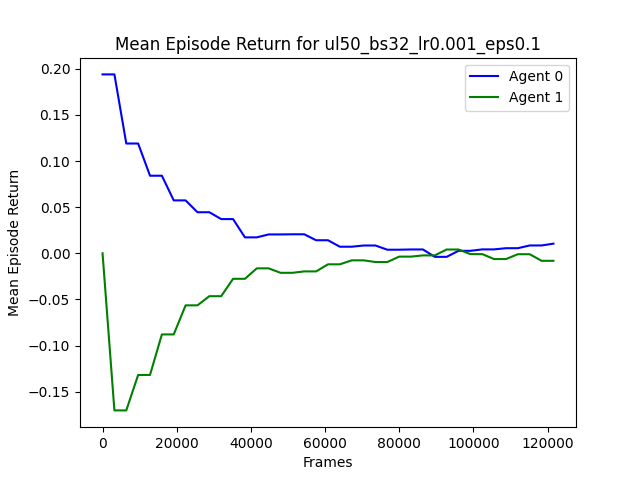 Mean Episode Return for ul50_bs32_lr0.001_eps0.1
Agent 0
Agent 1
Mean Episode Return
0.20
0.15
0.10
0.05
0.00
−0.05
−0.10
−0.15
0 20000 40000 60000 80000 100000 120000
Frames